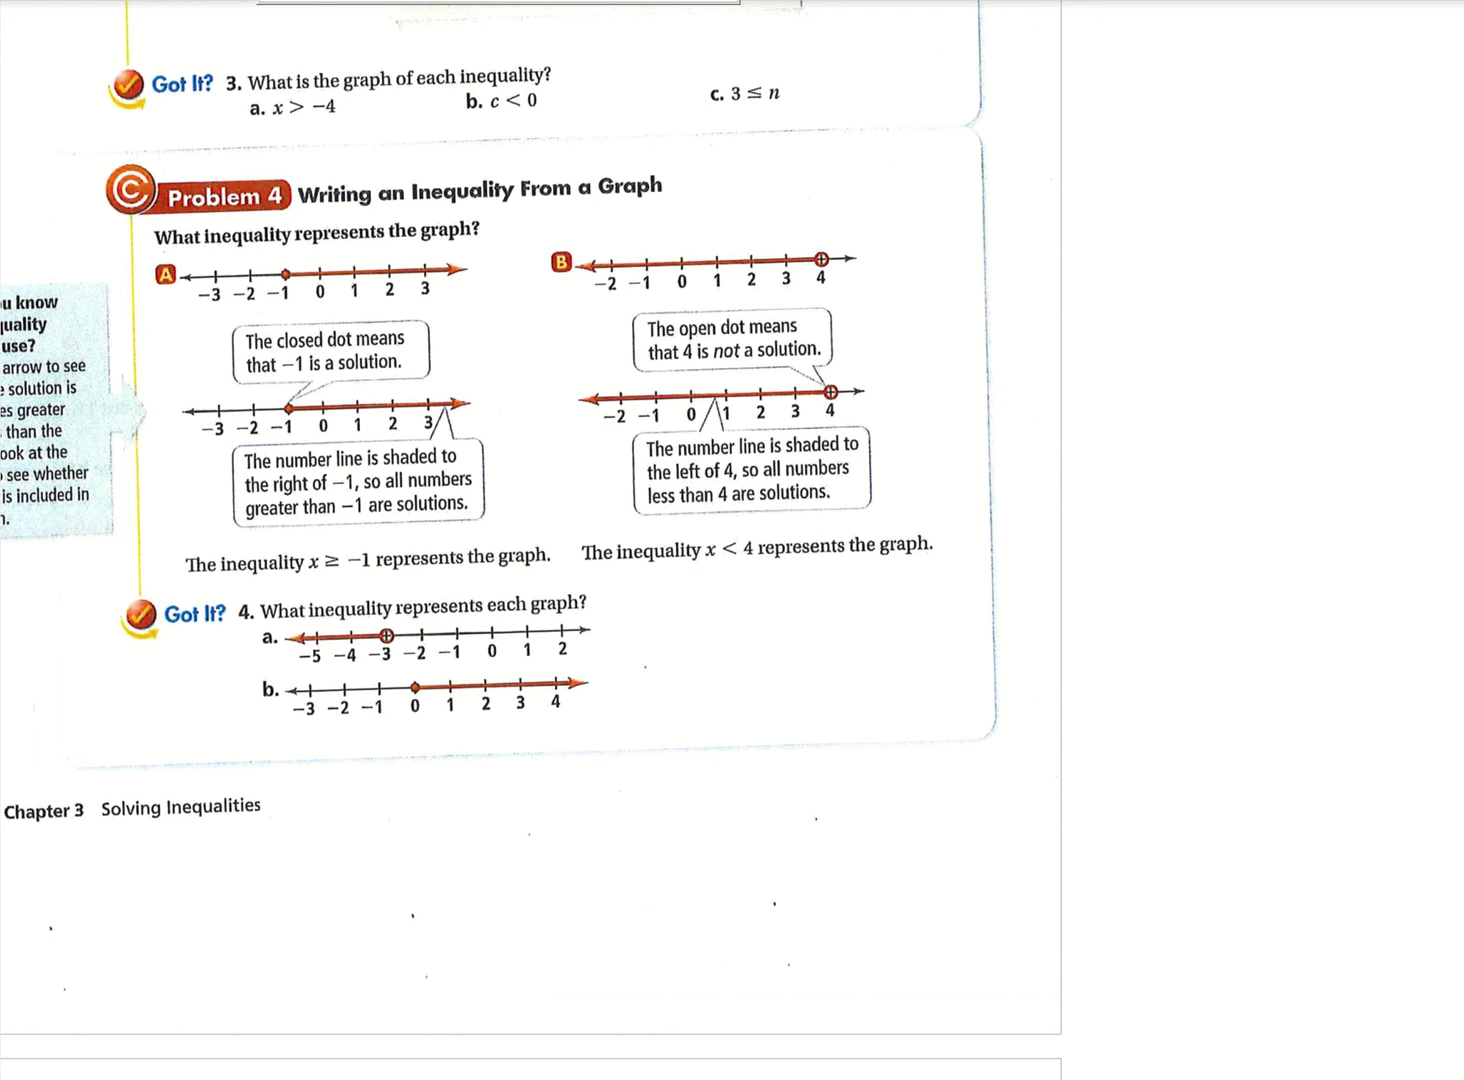 Got It? 3. What is the graph of each inequality?
a. x > −4 b. c < 0 c. 3 ≤ n
Problem 4 Writing an Inequality From a Graph
What inequality represents the graph?
A
−3 −2 −1 0 1 2 3
B
−2 −1 0 1 2 3 4
u know
quality
use?
arrow to see
e solution is
es greater
than the
ook at the
see whether
is included in
The closed dot means
that −1 is a solution.
−3 −2 −1 0 1 2 3
The number line is shaded to
the right of −1, so all numbers
greater than −1 are solutions.
The inequality x ≥ −1 represents the graph.
The open dot means
that 4 is not a solution.
−2 −1 0 1 2 3 4
The number line is shaded to
the left of 4, so all numbers
less than 4 are solutions.
The inequality x < 4 represents the graph.
Got It? 4. What inequality represents each graph?
a.
−5 −4 −3 −2 −1 0 1 2
b.
−3 −2 −1 0 1 2 3 4
Chapter 3 Solving Inequalities